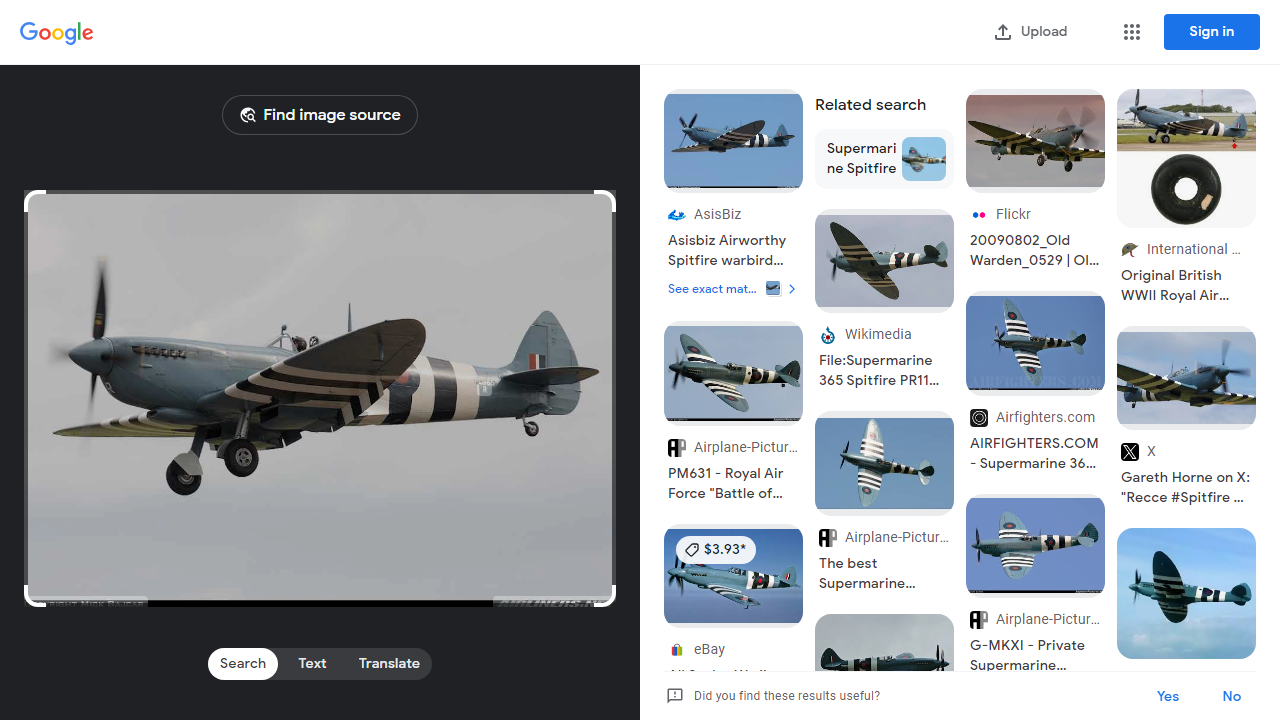 Google
Upload
Sign in
Find image source
Search
Text
Translate
AsisBiz
Asisbiz Airworthy
Spitfire warbird...
See exact mat...
Airplane-Pictur...
PM631 - Royal Air
Force "Battle of...
$3.93*
eBay
Related search
Supermari
ne Spitfire
Wikimedia
File:Supermarine
365 Spitfire PR11...
Airplane-Pictur...
The best
Supermarine...
Flickr
20090802_Old
Warden_0529 | Ol...
Airfighters.com
AIRFIGHTERS.COM
- Supermarine 36...
Airplane-Pictur...
G-MKXI - Private
Supermarine...
International ...
Original British
WWII Royal Air...
X
Gareth Horne on X:
"Recce #Spitfire ...
Did you find these results useful?
Yes
No